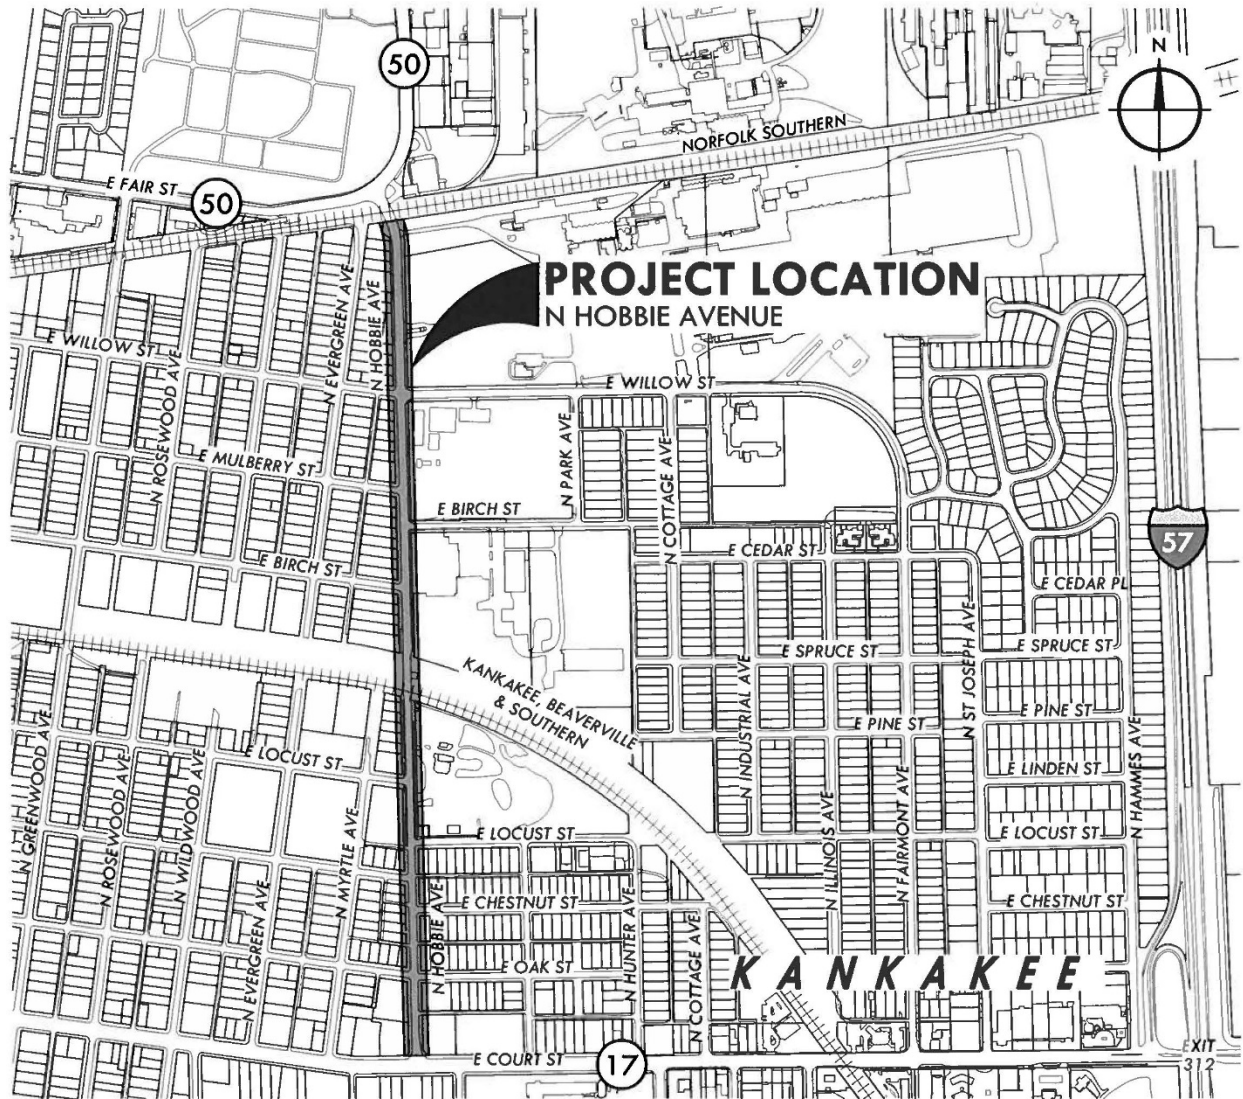 50
N
NORFOLK SOUTHERN
E FAIR ST
50
PROJECT LOCATION
N HOBBIE AVENUE
N EVERGREEN AVE
N HOBBIE AVE
E WILLOW ST
N ROSEWOOD AVE
E WILLOW ST
N PARK AVE
N COTTAGE AVE
E MULBERRY ST
E BIRCH ST
E CEDAR ST
57
E BIRCH ST
E CEDAR PL
E SPRUCE ST
E SPRUCE ST
N ST JOSEPH AVE
KANKAKEE, BEAVERVILLE
& SOUTHERN
N INDUSTRIAL AVE
E PINE ST
E PINE ST
N GREENWOOD AVE
E LOCUST ST
E LINDEN ST
N HAMMES AVE
N ROSEWOOD AVE
N WILDWOOD AVE
N MYRTLE AVE
E LOCUST ST
N ILLINOIS AVE
N FAIRMONT AVE
E LOCUST ST
N EVERGREEN AVE
N HOBBIE AVE
E CHESTNUT ST
E CHESTNUT ST
N HUNTER AVE
N COTTAGE AVE
E OAK ST
KANKAKEE
E COURT ST
17
EXIT
312